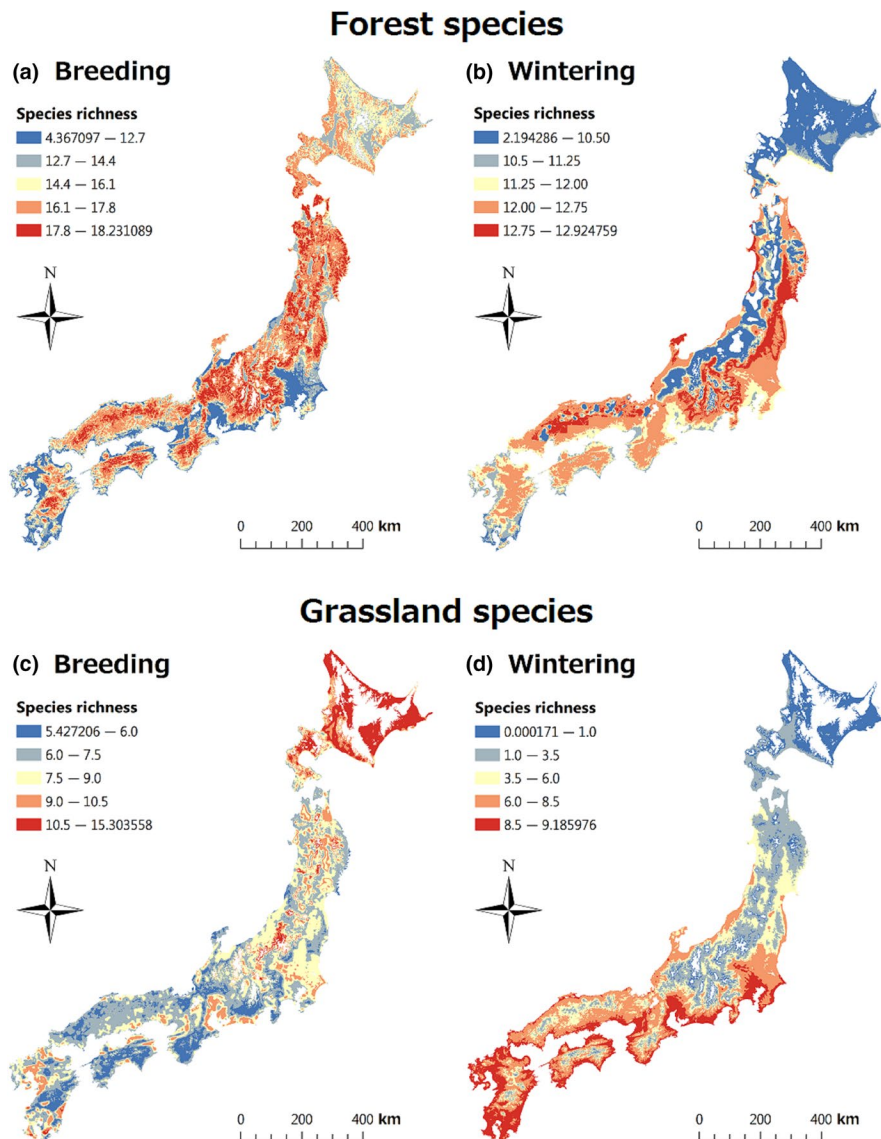 Forest species
(a) Breeding
Species richness
4.367097 — 12.7
12.7 — 14.4
14.4 — 16.1
16.1 — 17.8
17.8 — 18.231089
N
0 200 400 km
(b) Wintering
Species richness
2.194286 — 10.50
10.5 — 11.25
11.25 — 12.00
12.00 — 12.75
12.75 — 12.924759
N
0 200 400 km
Grassland species
(c) Breeding
Species richness
5.427206 — 6.0
6.0 — 7.5
7.5 — 9.0
9.0 — 10.5
10.5 — 15.303558
N
0 200 400 km
(d) Wintering
Species richness
0.000171 — 1.0
1.0 — 3.5
3.5 — 6.0
6.0 — 8.5
8.5 — 9.185976
N
0 200 400 km